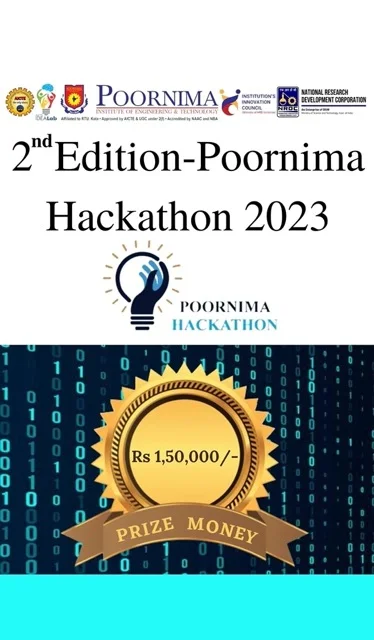 POORNIMA
INSTITUTE OF ENGINEERING & TECHNOLOGY
INSTITUTION'S
INNOVATION
COUNCIL
NATIONAL RESEARCH
DEVELOPMENT CORPORATION
2nd Edition-Poornima
Hackathon 2023
POORNIMA
HACKATHON
Rs 1,50,000/-
PRIZE MONEY